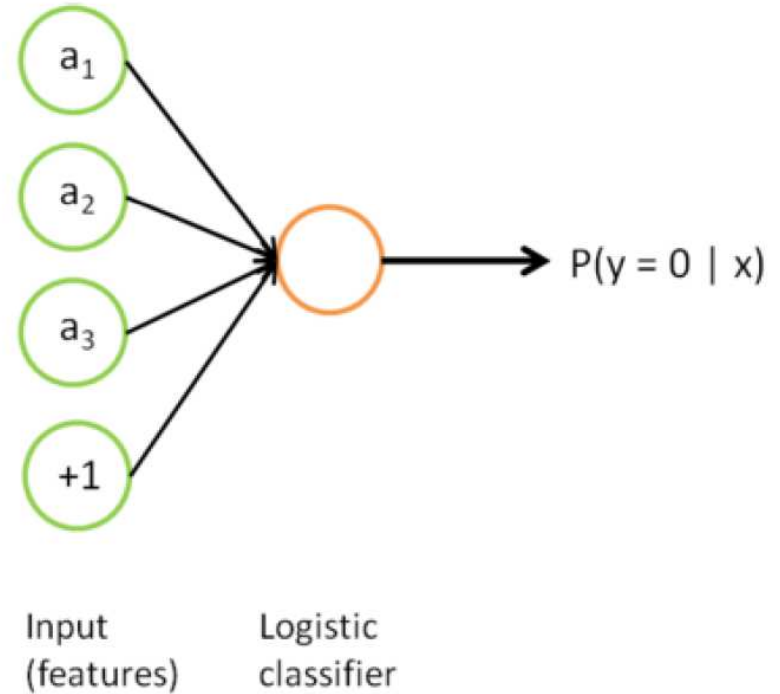 a₁
a₂
a₃
+1
P(y = 0 | x)
Input
(features)
Logistic
classifier